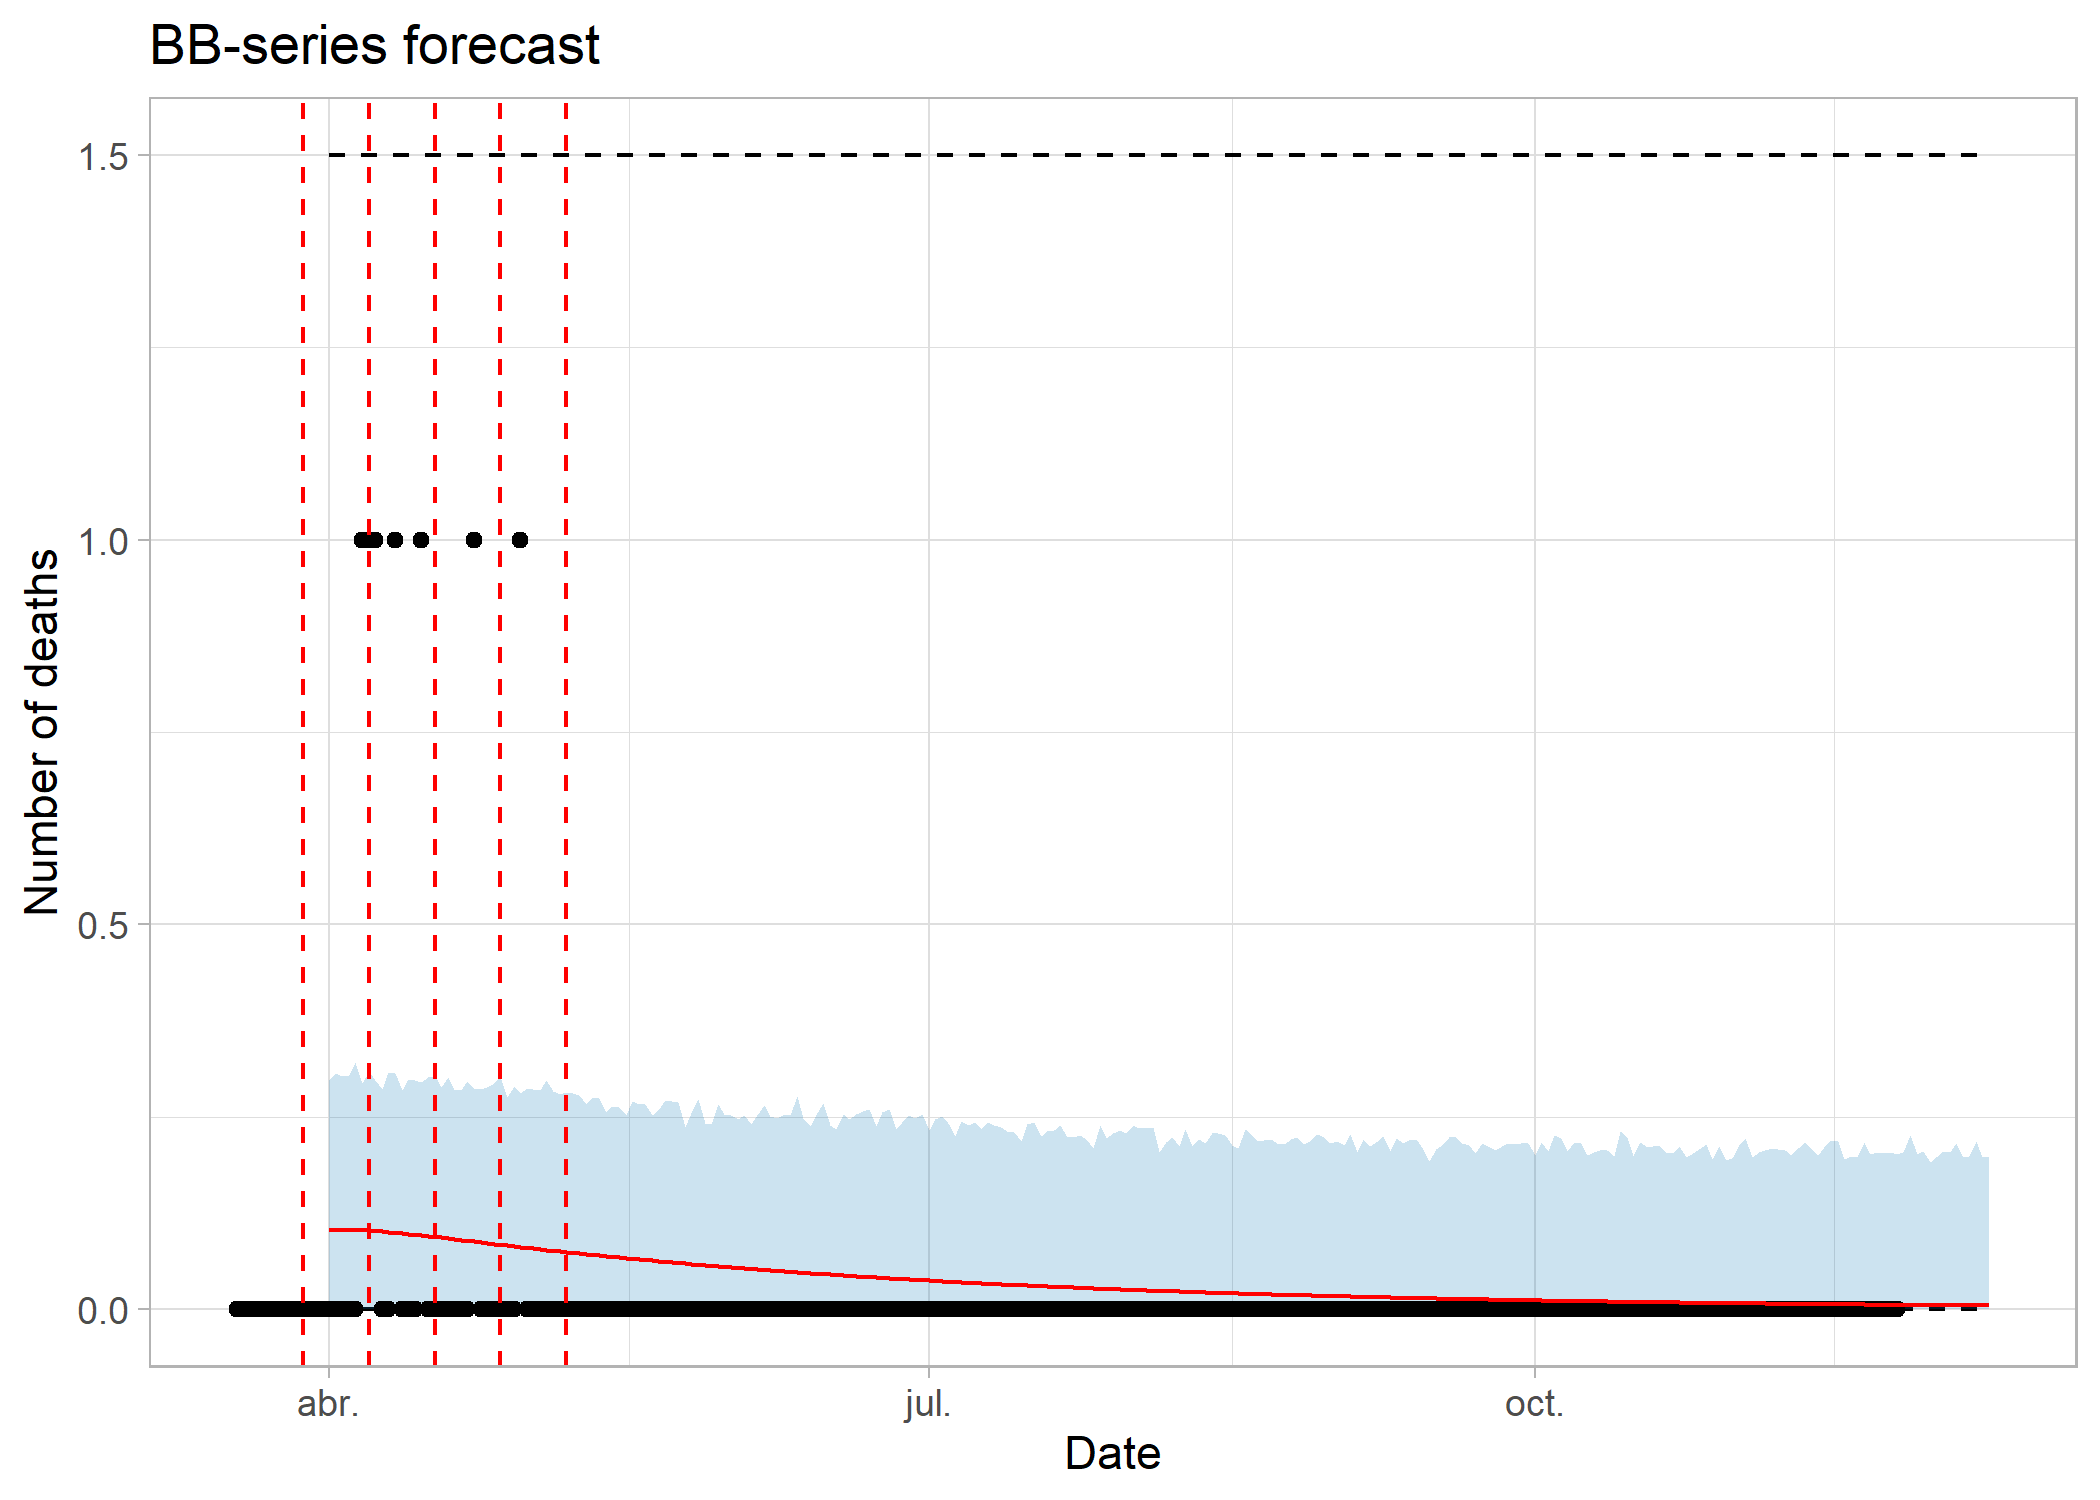 BB-series forecast
Number of deaths
1.5
1.0
0.5
0.0
abr.
jul.
oct.
Date